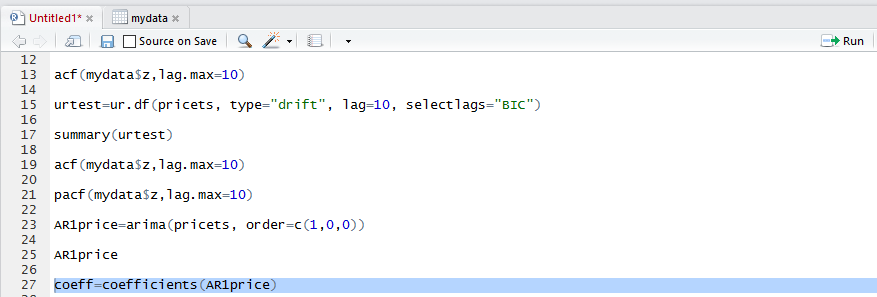 Untitled1* × mydata ×
Source on Save Run
12
13 acf(mydata$z,lag.max=10)
14
15 urtest=ur.df(pricets, type="drift", lag=10, selectlags="BIC")
16
17 summary(urtest)
18
19 acf(mydata$z,lag.max=10)
20
21 pacf(mydata$z,lag.max=10)
22
23 AR1price=arima(pricets, order=c(1,0,0))
24
25 AR1price
26
27 coeff=coefficients(AR1price)